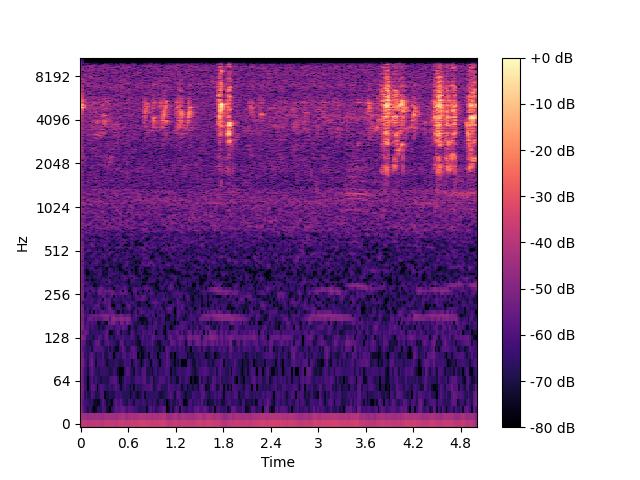 8192
4096
2048
1024
512
256
128
64
0
Hz
0 0.6 1.2 1.8 2.4 3 3.6 4.2 4.8
Time
+0 dB
-10 dB
-20 dB
-30 dB
-40 dB
-50 dB
-60 dB
-70 dB
-80 dB